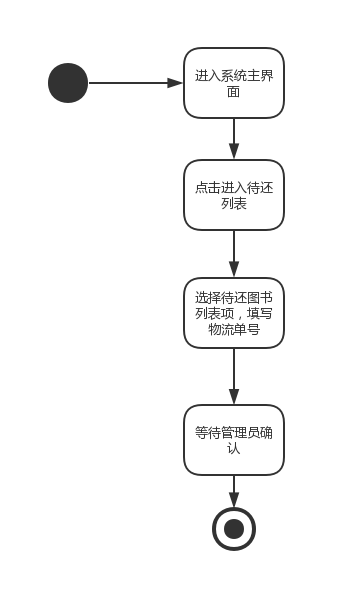 进入系统主界
面
点击进入待还
列表
选择待还图书
列表项，填写
物流单号
等待管理员确
认